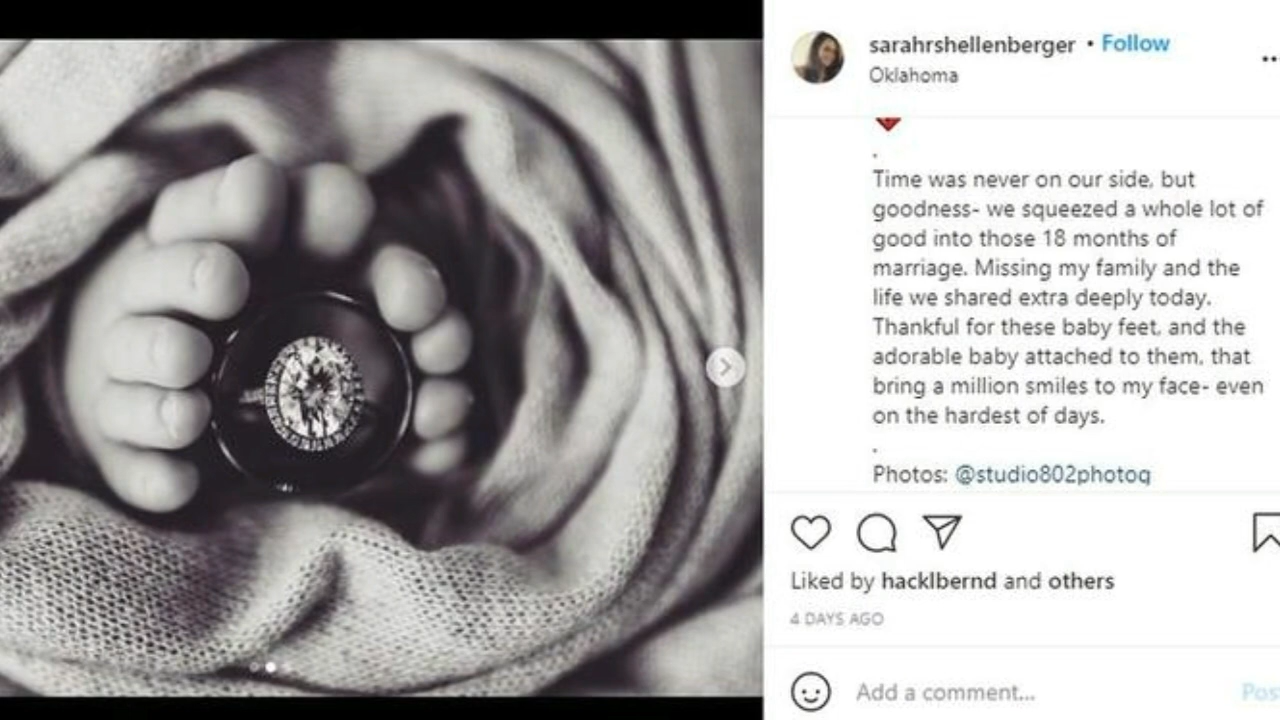 sarahrshellenberger • Follow
Oklahoma
.
Time was never on our side, but
goodness- we squeezed a whole lot of
good into those 18 months of
marriage. Missing my family and the
life we shared extra deeply today.
Thankful for these baby feet, and the
adorable baby attached to them, that
bring a million smiles to my face- even
on the hardest of days.
.
Photos: @studio802photog
Liked by hacklbernd and others
4 DAYS AGO
Add a comment...
Pos